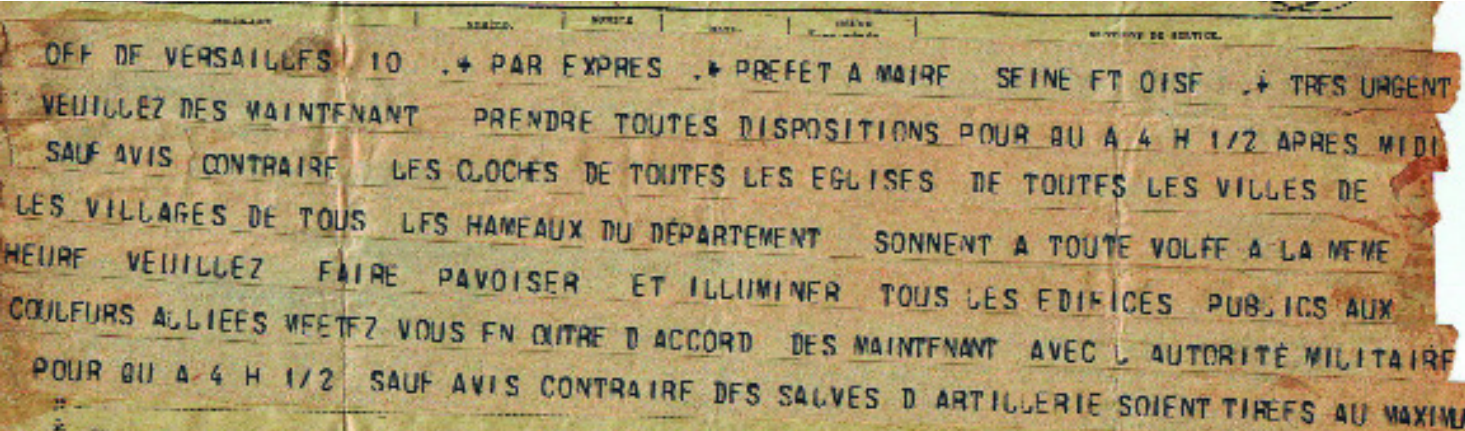 OFF DE VERSAILLES 10 .+ PAR EXPRES .+ PREFET A MAIRE SEINE ET OISE .+ TRES URGENT
VEUILLEZ DES MAINTENANT PRENDRE TOUTES DISPOSITIONS POUR QU A 4 H 1/2 APRES MIDI
SAUF AVIS CONTRAIRE LES CLOCHES DE TOUTES LES EGLISES DE TOUTES LES VILLES DE
LES VILLAGES DE TOUS LES HAMEAUX DU DÉPARTEMENT SONNENT A TOUTE VOLEE A LA MEME
HEURE VEUILLEZ FAIRE PAVOISER ET ILLUMINER TOUS LES EDIFICES PUBLICS AUX
COULEURS ALLIEES MEETEZ VOUS EN OUTRE D ACCORD DES MAINTENANT AVEC L AUTORITÉ MILITAIRE
POUR QU A 4 H 1/2 SAUF AVIS CONTRAIRE DES SALVES D ARTILLERIE SOIENT TIREES AU MAXIMU